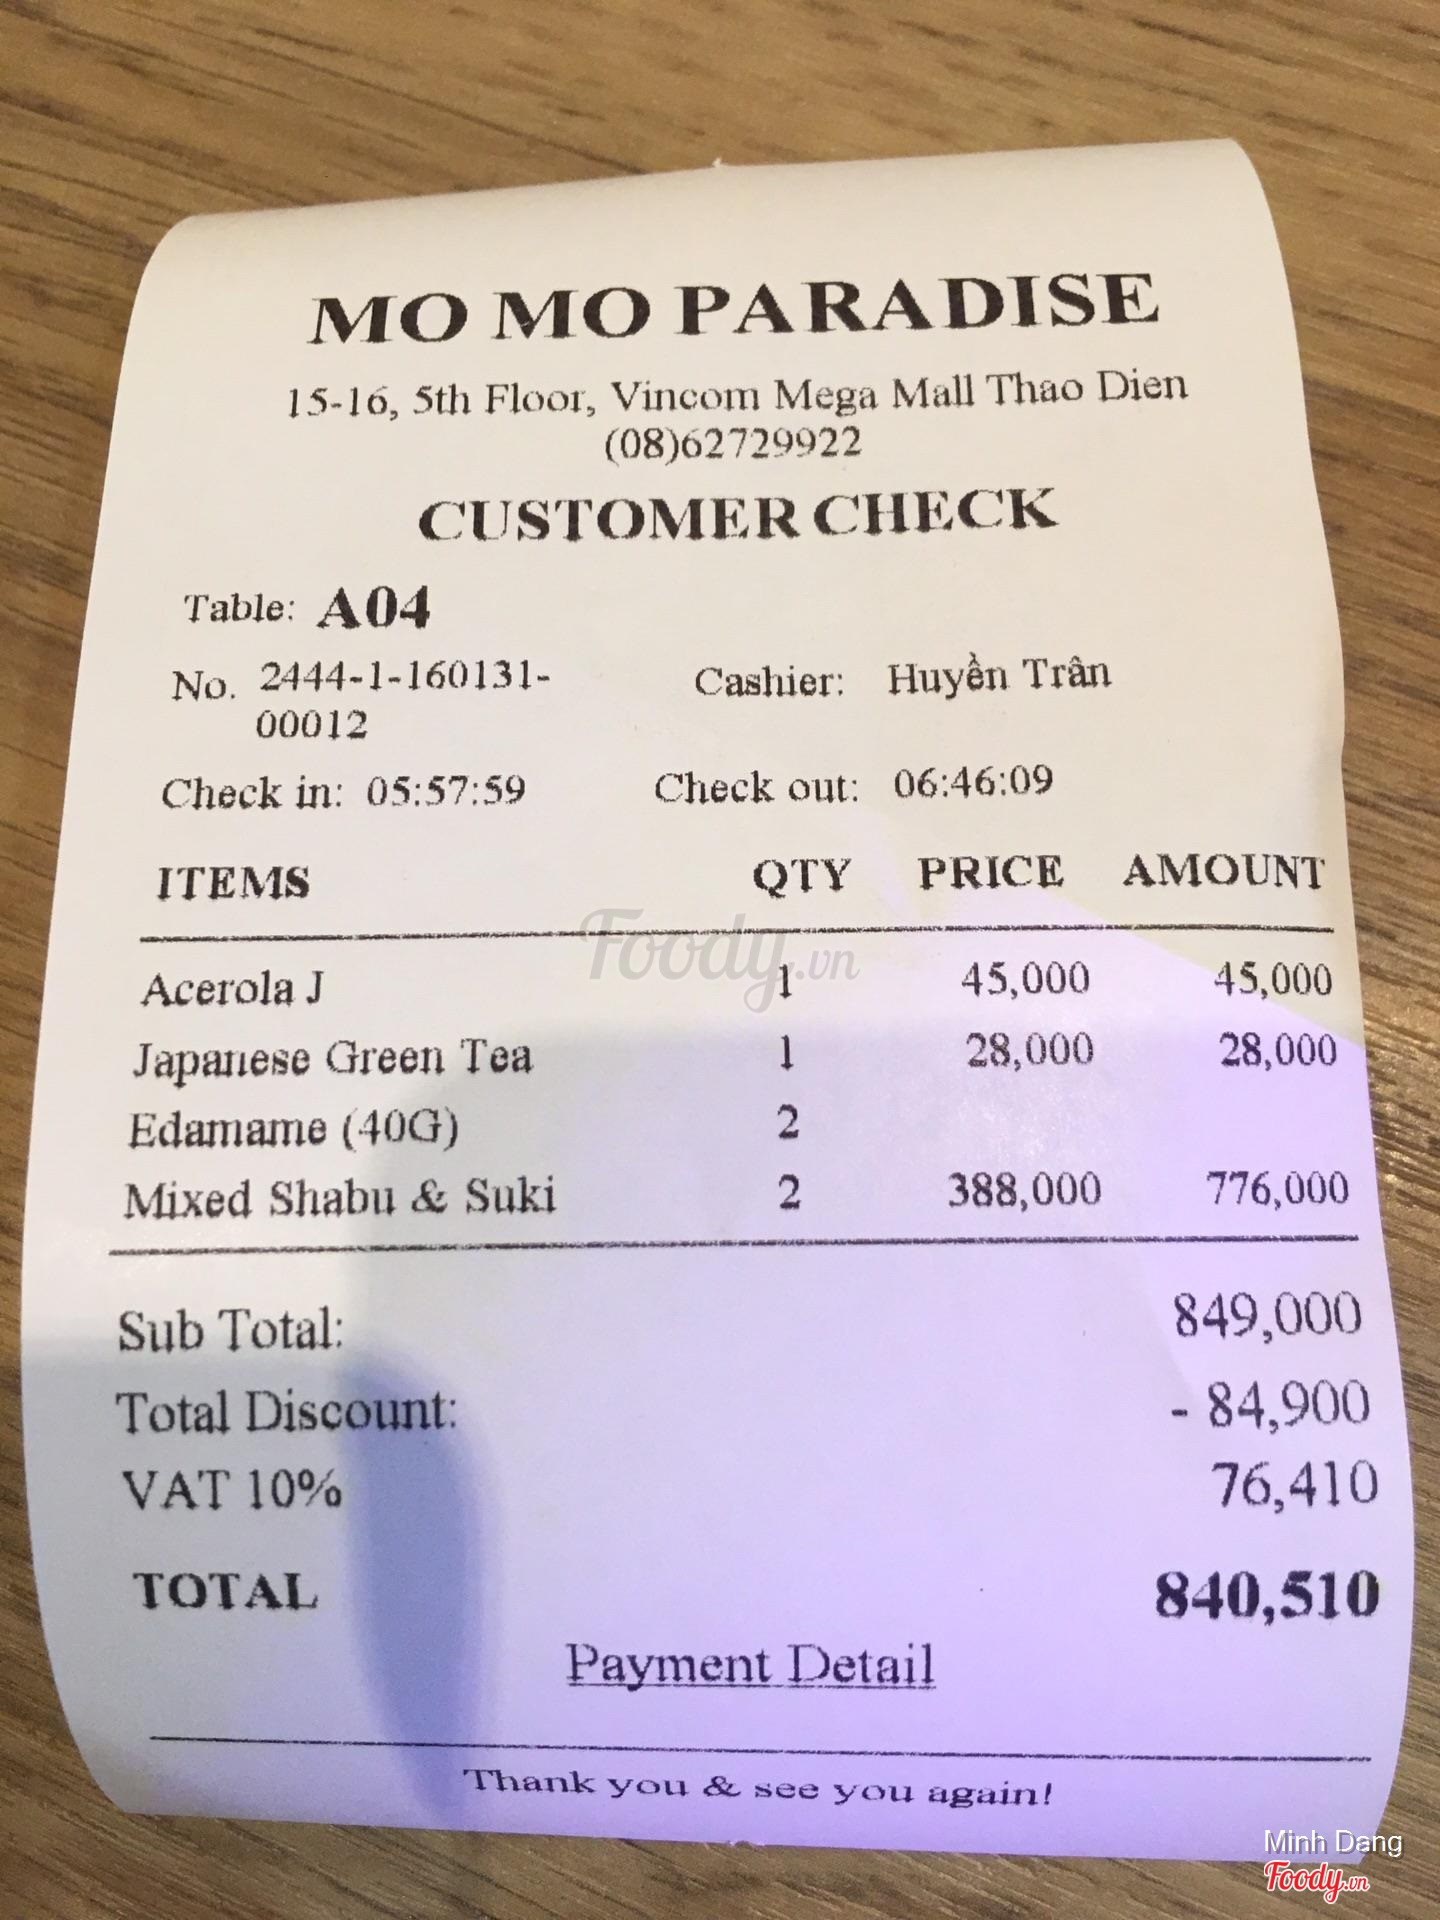 MO MO PARADISE
15-16, 5th Floor, Vincom Mega Mall Thao Dien
(08)62729922
CUSTOMER CHECK
Table: A04
No. 2444-1-160131-00012 Cashier: Huyền Trân
Check in: 05:57:59 Check out: 06:46:09
ITEMS QTY PRICE AMOUNT
Foody.vn
Acerola J 1 45,000 45,000
Japanese Green Tea 1 28,000 28,000
Edamame (40G) 2
Mixed Shabu & Suki 2 388,000 776,000
Sub Total: 849,000
Total Discount: - 84,900
VAT 10% 76,410
TOTAL 840,510
Payment Detail
Thank you & see you again!
Minh Dang
Foody.vn